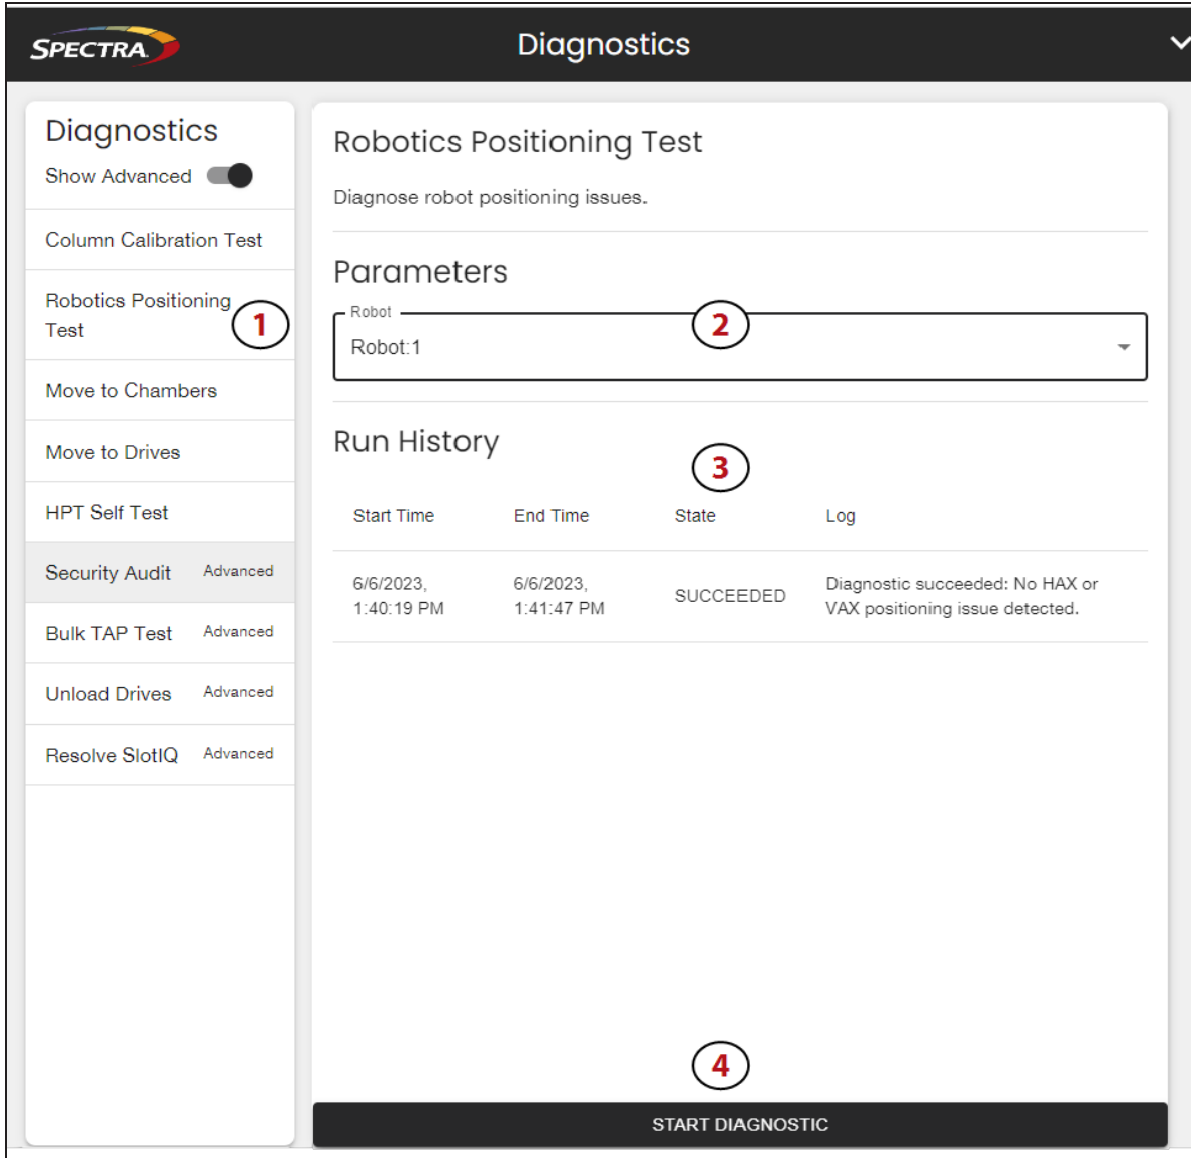 SPECTRA
Diagnostics
Diagnostics
Show Advanced
Column Calibration Test
Robotics Positioning
Test
1
Move to Chambers
Move to Drives
HPT Self Test
Security Audit Advanced
Bulk TAP Test Advanced
Unload Drives Advanced
Resolve SlotIQ Advanced
Robotics Positioning Test
Diagnose robot positioning issues.
Parameters
Robot
2
Robot:1
Run History
3
Start Time End Time State Log
6/6/2023, 6/6/2023, Diagnostic succeeded: No HAX or
1:40:19 PM 1:41:47 PM SUCCEEDED VAX positioning issue detected.
4
START DIAGNOSTIC